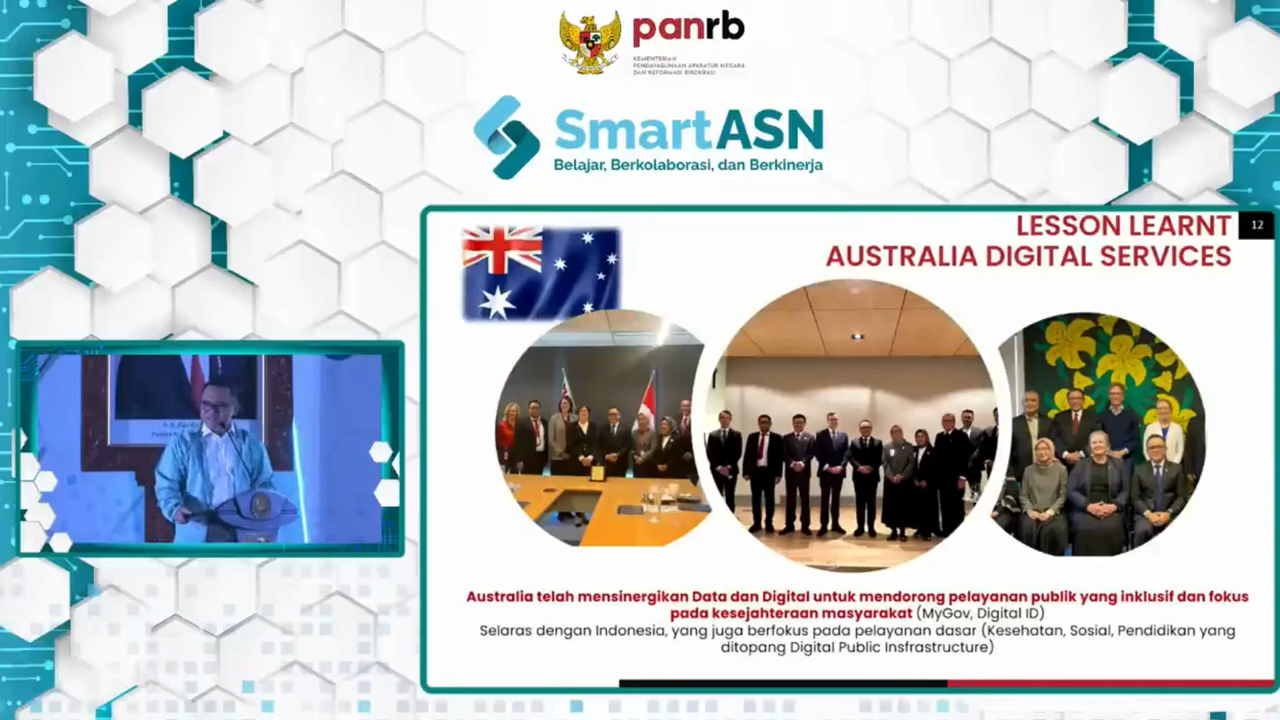 panrb
KEMENTERIAN
PENDAYAGUNAAN APARATUR NEGARA
DAN REFORMASI BIROKRASI
SmartASN
Belajar, Berkolaborasi, dan Berkinerja
LESSON LEARNT
AUSTRALIA DIGITAL SERVICES
12
Australia telah mensinergikan Data dan Digital untuk mendorong pelayanan publik yang inklusif dan fokus
pada kesejahteraan masyarakat (MyGov, Digital ID)
Selaras dengan Indonesia, yang juga berfokus pada pelayanan dasar (Kesehatan, Sosial, Pendidikan yang
ditopang Digital Public Insfrastructure)